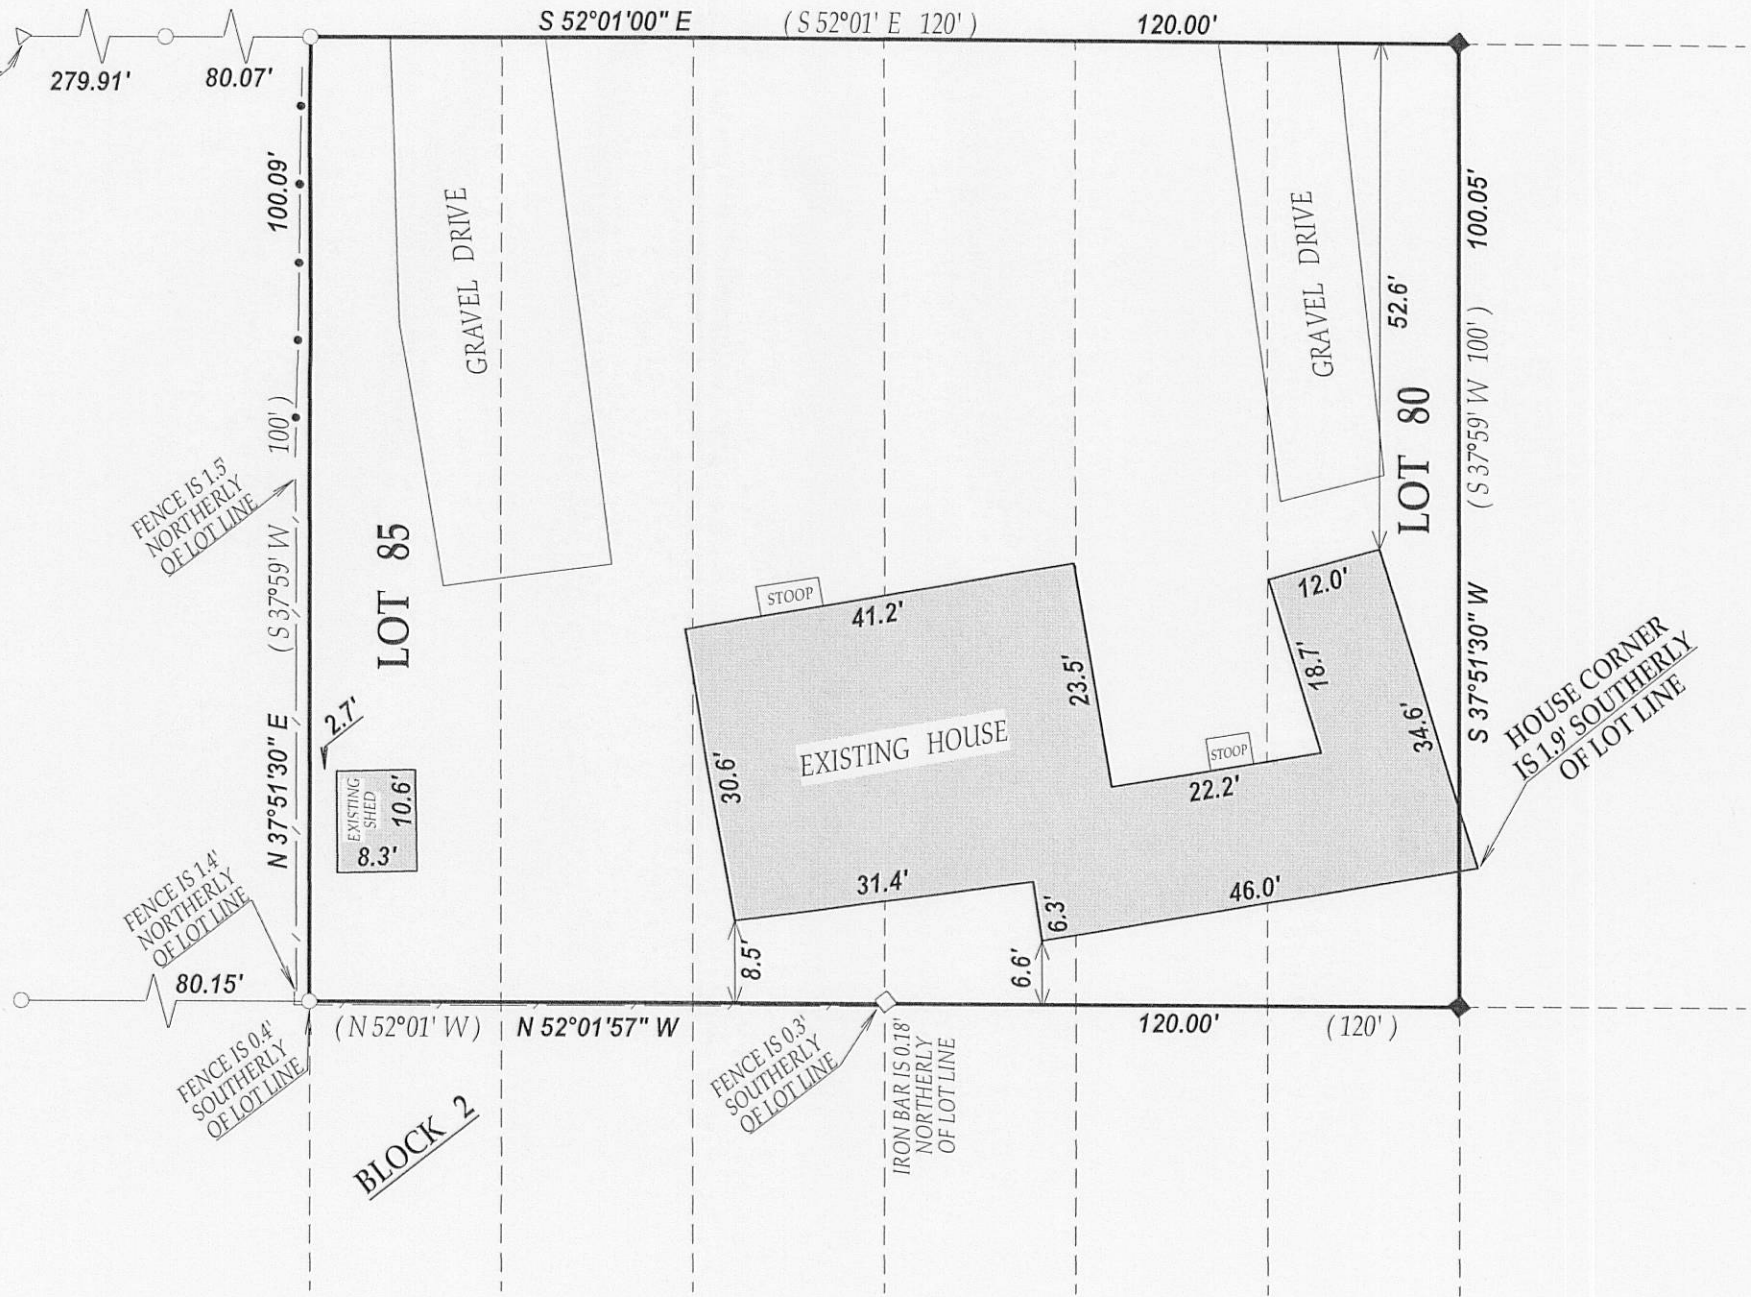 S 52°01'00" E
( S 52°01' E 120' )
120.00'
279.91'
80.07'
100.09'
( S 37°59' W 100' )
N 37°51'30" E
100.05'
( S 37°59' W 100' )
S 37°51'30" W
GRAVEL DRIVE
GRAVEL DRIVE
52.6'
LOT 85
LOT 80
FENCE IS 1.5'
NORTHERLY
OF LOT LINE
STOOP
41.2'
12.0'
23.5'
18.7'
34.6'
30.6'
EXISTING HOUSE
STOOP
22.2'
HOUSE CORNER
IS 1.9' SOUTHERLY
OF LOT LINE
2.7'
EXISTING
SHED
10.6'
8.3'
31.4'
6.3'
46.0'
8.5'
6.6'
FENCE IS 1.4'
NORTHERLY
OF LOT LINE
80.15'
( N 52°01' W )
N 52°01'57" W
120.00'
( 120' )
FENCE IS 0.4'
SOUTHERLY
OF LOT LINE
FENCE IS 0.3'
SOUTHERLY
OF LOT LINE
IRON BAR IS 0.18'
NORTHERLY
OF LOT LINE
BLOCK 2